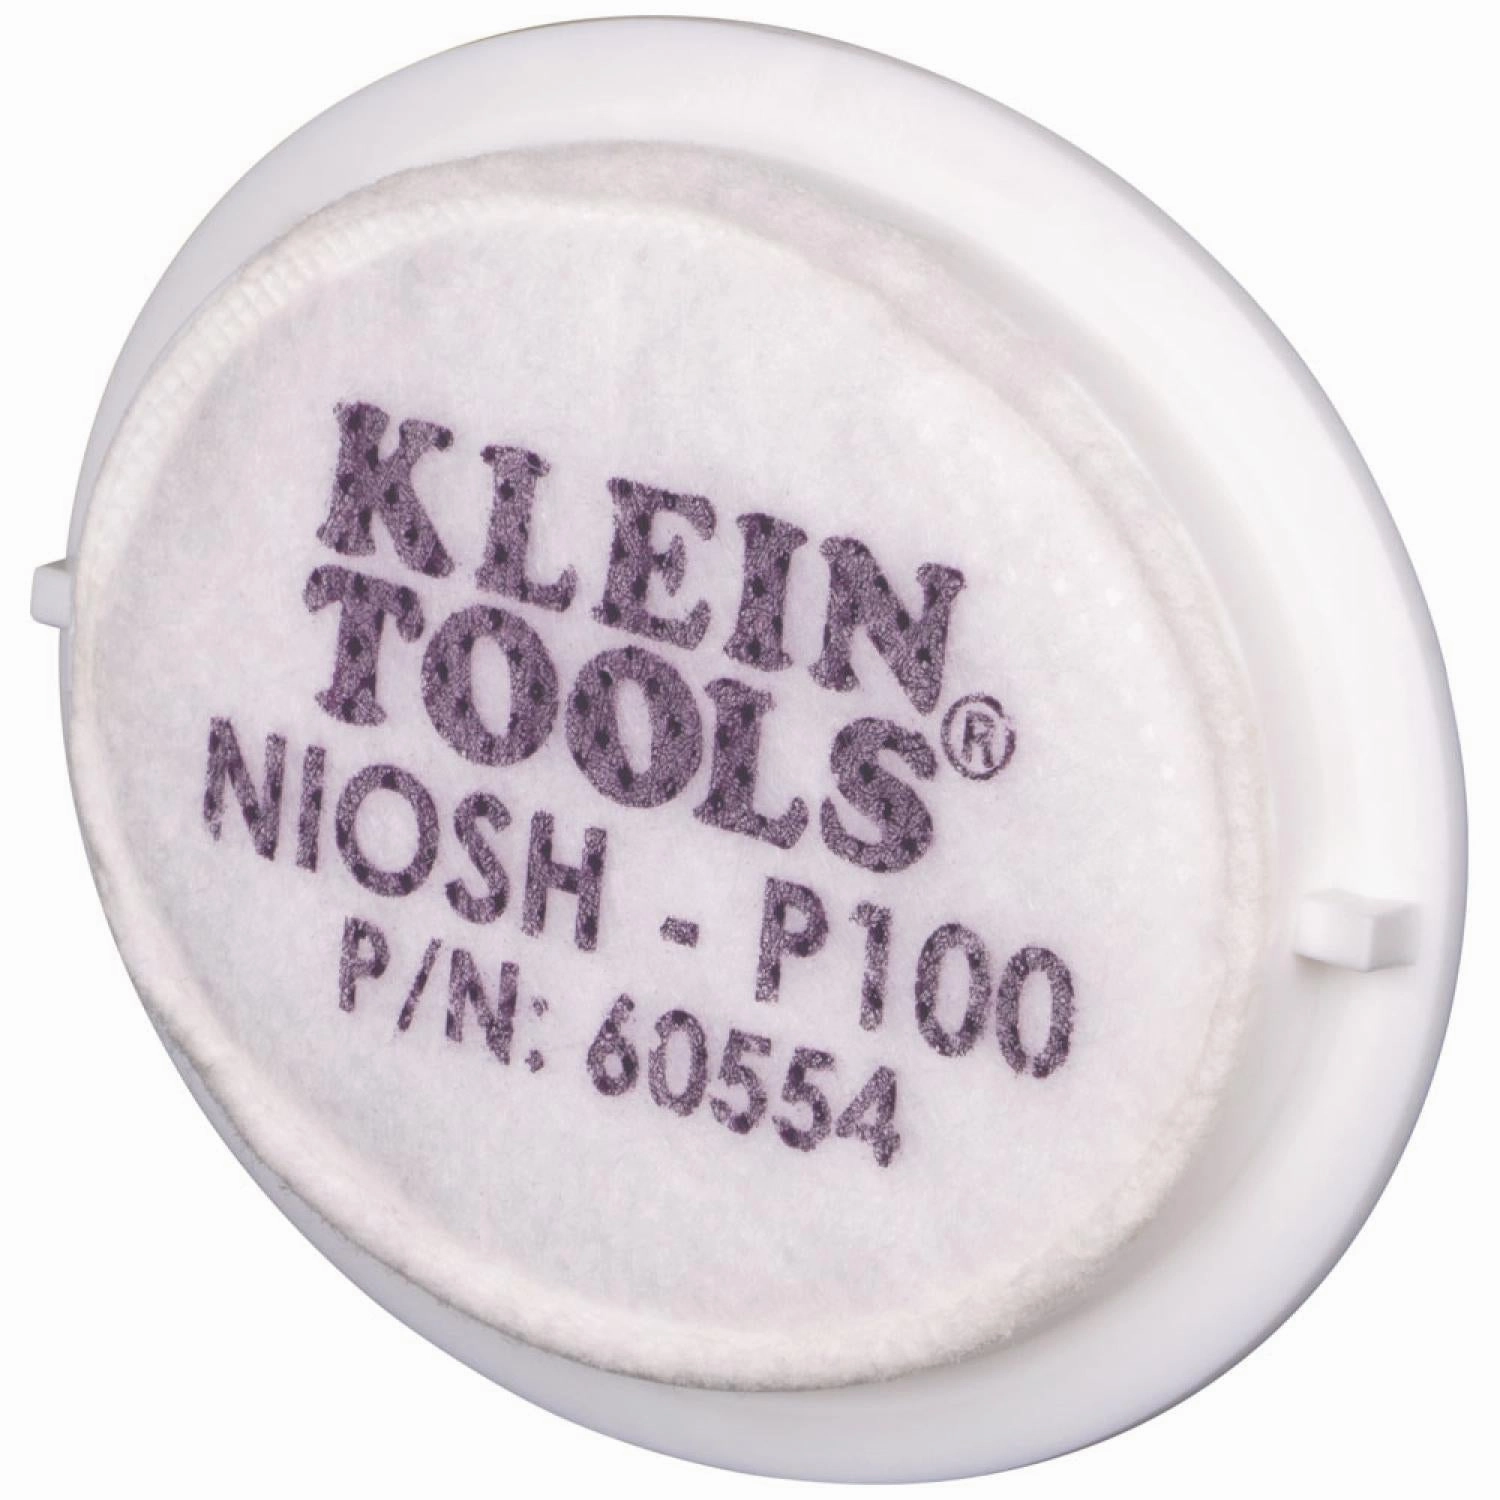 KLEIN
TOOLS®
NIOSH - P100
P/N: 60554